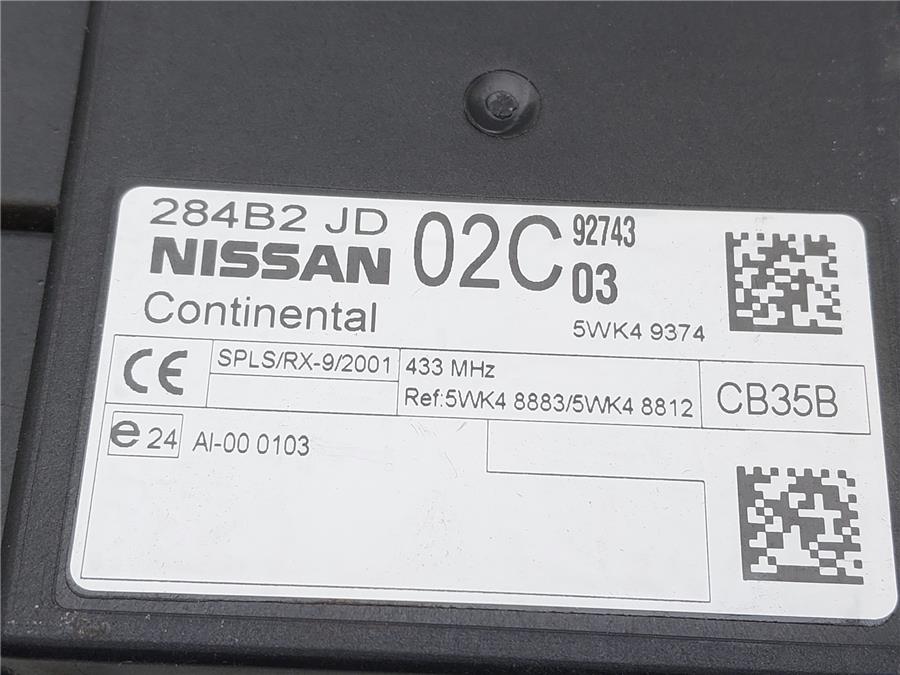 284B2 JD
NISSAN
Continental
02C
92743
03
5WK4 9374
CE
SPLS/RX-9/2001
433 MHz
Ref:5WK4 8883/5WK4 8812
CB35B
e 24 AI-00 0103